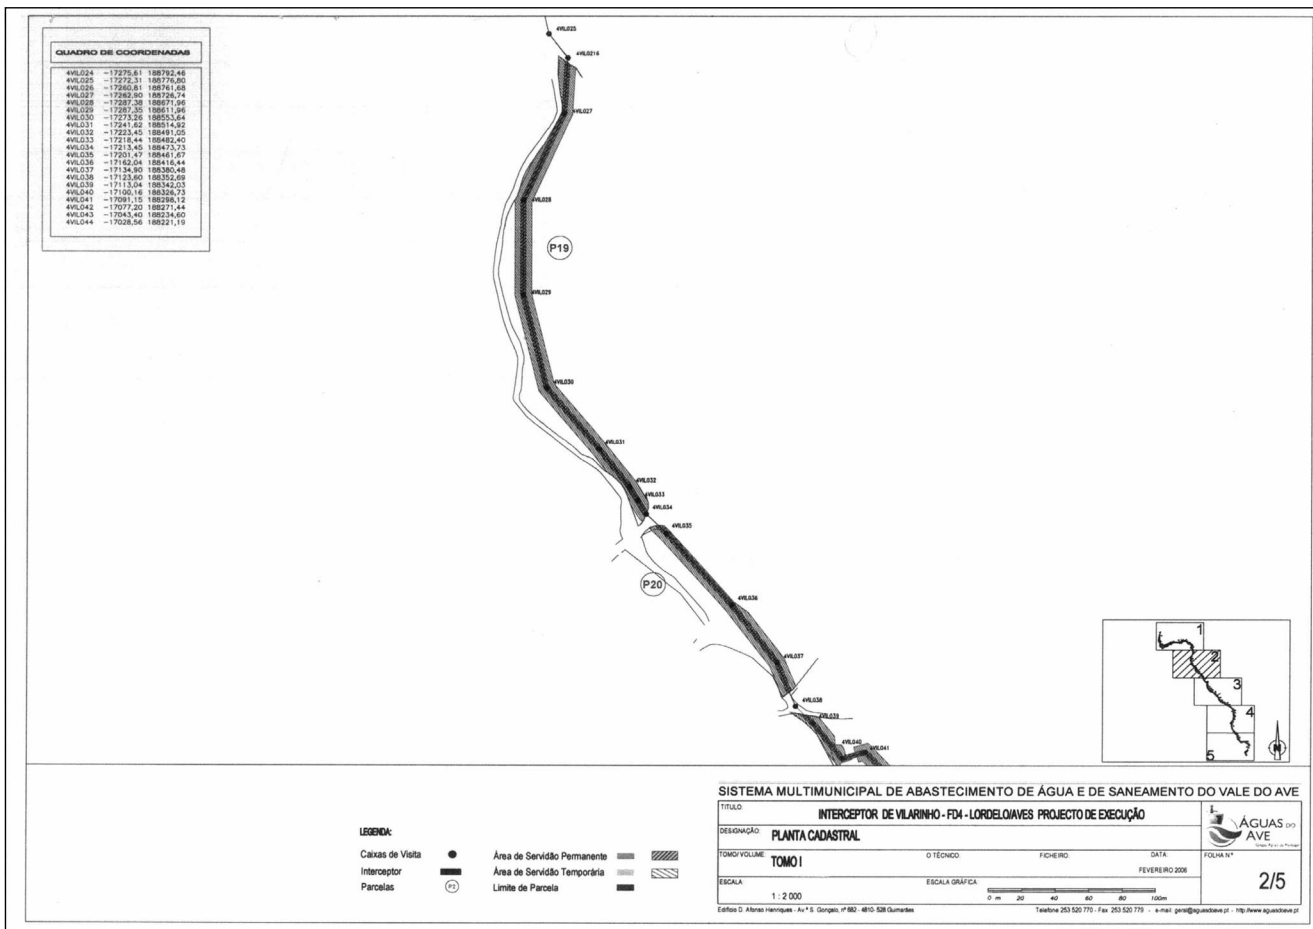 QUADRO DE COORDENADAS
4VIL024 -17275,61 188792,46
4VIL025 -17272,31 188776,80
4VIL026 -17260,81 188761,68
4VIL027 -17262,90 188726,74
4VIL028 -17287,38 188671,96
4VIL029 -17287,35 188611,96
4VIL030 -17273,26 188553,64
4VIL031 -17241,62 188514,92
4VIL032 -17223,45 188491,05
4VIL033 -17218,44 188482,40
4VIL034 -17213,45 188473,73
4VIL035 -17201,47 188461,67
4VIL036 -17162,04 188416,44
4VIL037 -17134,90 188380,48
4VIL038 -17123,60 188352,69
4VIL039 -17113,04 188342,03
4VIL040 -17100,16 188326,73
4VIL041 -17091,15 188298,12
4VIL042 -17077,20 188271,44
4VIL043 -17043,40 188234,60
4VIL044 -17028,56 188221,19
4VIL025
4VIL0216
4VIL027
4VIL028
P19
4VIL029
4VIL030
4VIL031
4VIL032
4VIL033
4VIL034
4VIL035
P20
4VIL036
4VIL037
4VIL038
4VIL039
4VIL040
4VIL041
1
2
3
4
5
N
LEGENDA:
Caixas de Visita
Interceptor
Parcelas
P2
Área de Servidão Permanente
Área de Servidão Temporária
Limite de Parcela
SISTEMA MULTIMUNICIPAL DE ABASTECIMENTO DE ÁGUA E DE SANEAMENTO DO VALE DO AVE
TITULO:
INTERCEPTOR DE VILARINHO - FD4 - LORDELO/AVES PROJECTO DE EXECUÇÃO
DESIGNAÇÃO:
PLANTA CADASTRAL
TOMO/VOLUME:
TOMO I
O TÉCNICO:
FICHEIRO:
DATA:
FEVEREIRO 2006
ESCALA:
1 : 2 000
ESCALA GRÁFICA:
0 m 20 40 60 80 100m
ÁGUAS DO
AVE
FOLHA Nº
2/5
Edifício D. Afonso Henriques - Av.ª S. Gonçalo, nº 682 - 4810- 528 Guimarães
Telefone 253 520 770 - Fax 253 520 779 - e-mail: geral@aguasdoave.pt - http://www.aguasdoave.pt